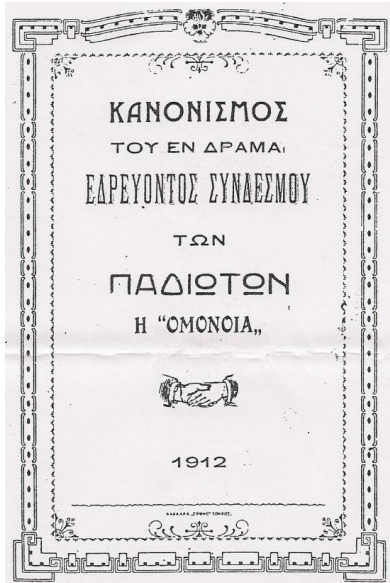 ΚΑΝΟΝΙΣΜΟΣ
ΤΟΥ ΕΝ ΔΡΑΜΑι
ΕΔΡΕΥΟΝΤΟΣ ΣΥΝΔΕΣΜΟΥ
ΤΩΝ
ΠΑΔΙΩΤΩΝ
Η “ΟΜΟΝΟΙΑ„
1912